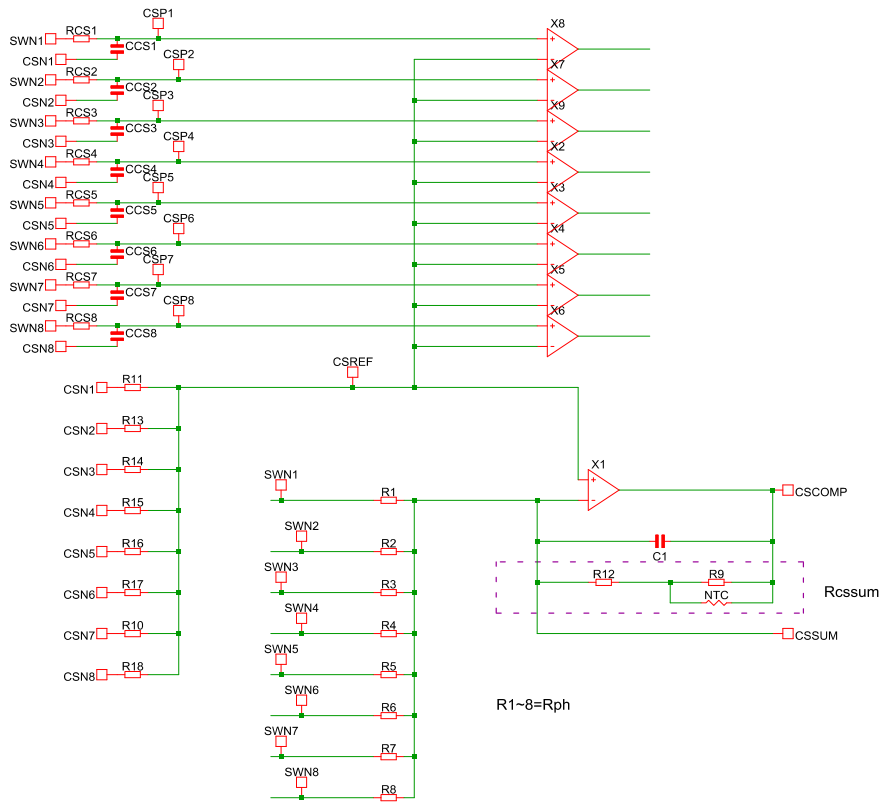 CSP1
X8
SWN1 RCS1 +
CCS1
CSN1 CSP2 X7
SWN2 RCS2 +
CCS2
CSN2 CSP3 X9
SWN3 RCS3 +
CCS3
CSN3 CSP4 X2
SWN4 RCS4 +
CCS4
CSN4 CSP5 X3
SWN5 RCS5 +
CCS5
CSN5 CSP6 X4
SWN6 RCS6 +
CCS6
CSN6 CSP7 X5
SWN7 RCS7 +
CCS7
CSN7 CSP8 X6
SWN8 RCS8 +
CCS8
CSN8 -
CSREF
CSN1 R11
CSN2 R13
CSN3 R14
CSN4 R15
CSN5 R16
CSN6 R17
CSN7 R10
CSN8 R18
SWN1 R1
SWN2 R2
SWN3 R3
SWN4 R4
SWN5 R5
SWN6 R6
SWN7 R7
SWN8 R8
X1
+
-
CSCOMP
C1
R12 R9
NTC
Rcssum
CSSUM
R1~8=Rph